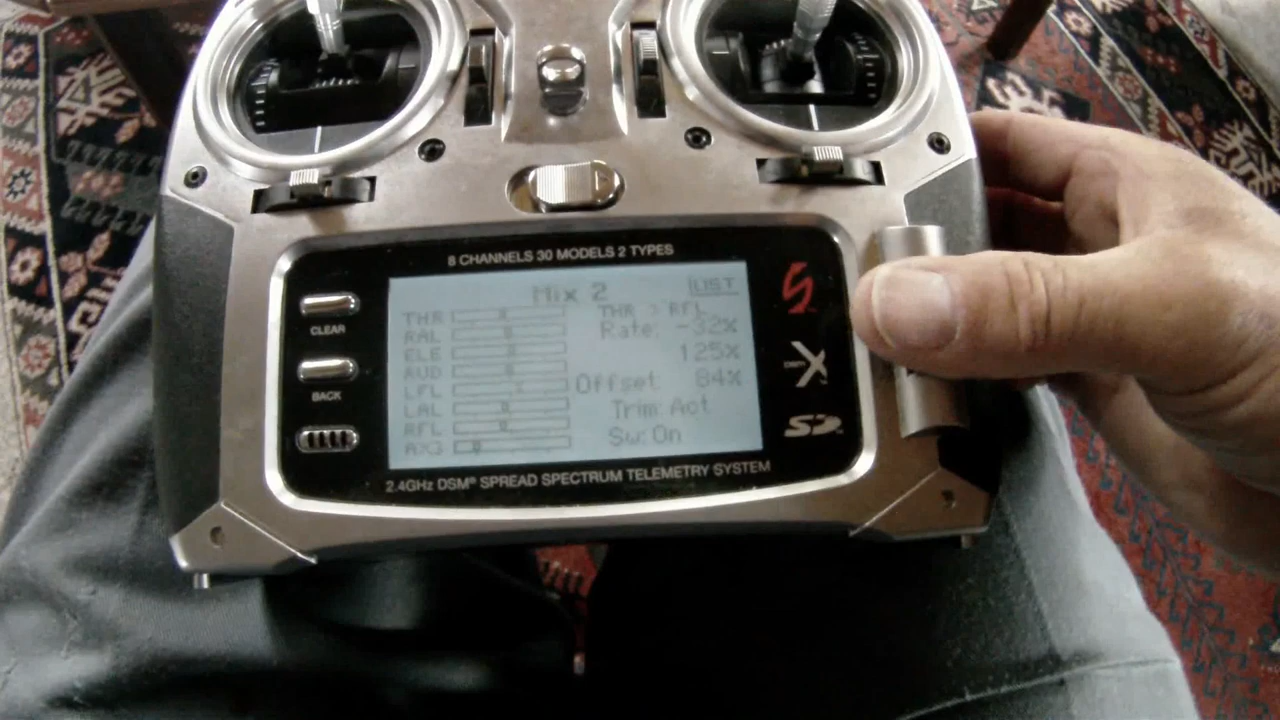 8 CHANNELS 30 MODELS 2 TYPES
Mix 2
LIST
THR
THR > RFL
RAL
Rate: -32%
ELE
125%
AUD
Offset: 84%
LFL
LAL
Trim: Act
RFL
Sw: On
AX3
CLEAR
BACK
X
SD
2.4GHz DSM® SPREAD SPECTRUM TELEMETRY SYSTEM